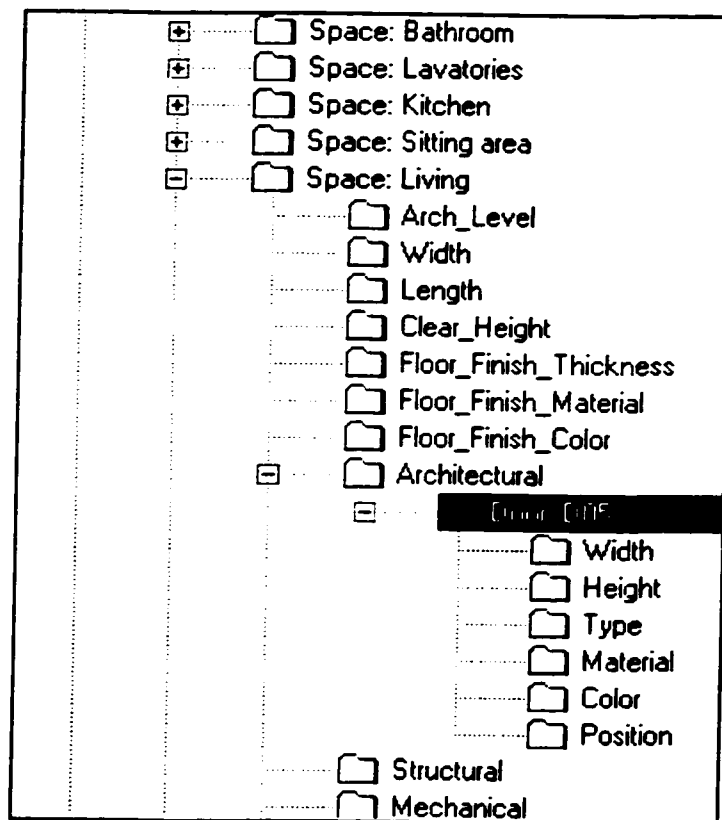 Space: Bathroom
Space: Lavatories
Space: Kitchen
Space: Sitting area
Space: Living
Arch_Level
Width
Length
Clear_Height
Floor_Finish_Thickness
Floor_Finish_Material
Floor_Finish_Color
Architectural
Width
Height
Type
Material
Color
Position
Structural
Mechanical